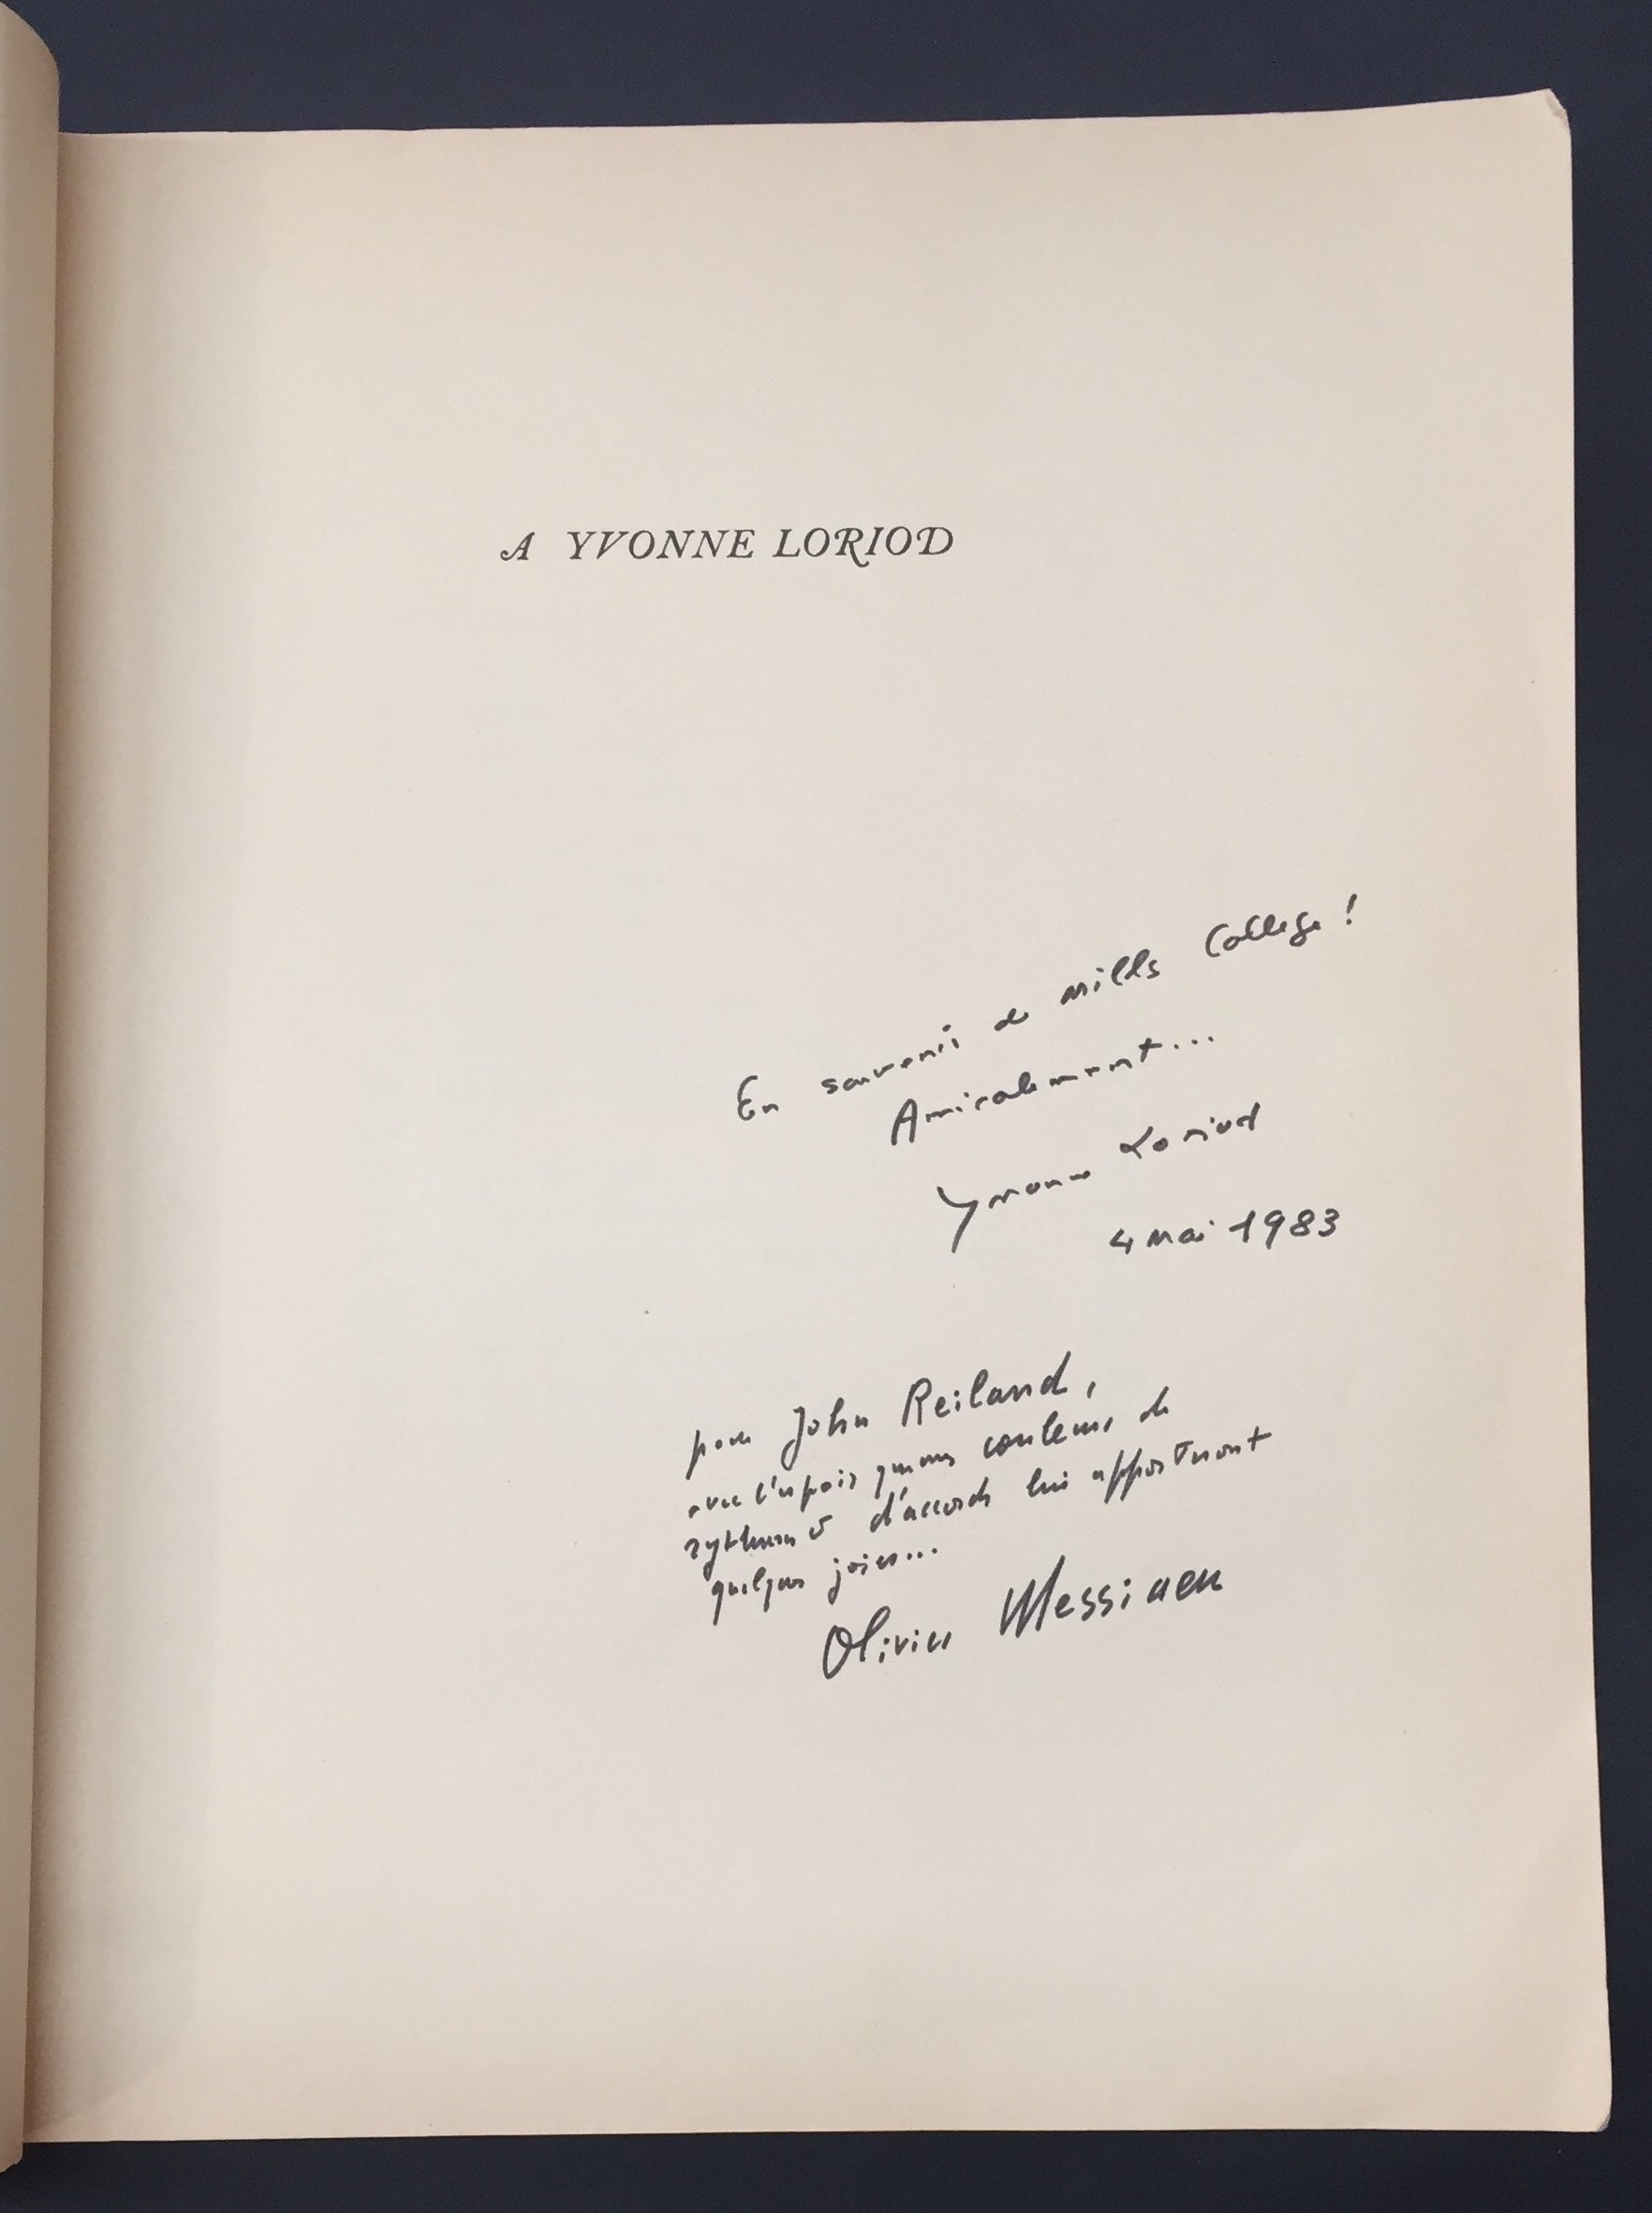 A YVONNE LORIOD
En souvenir de Mills College !
Amicalement...
Yvonne Loriod
4 mai 1983
pour John Reiland,
avec l'espoir que mes couleurs de
rythmes et d'accords lui apporteront
quelques joies...
Olivier Messiaen